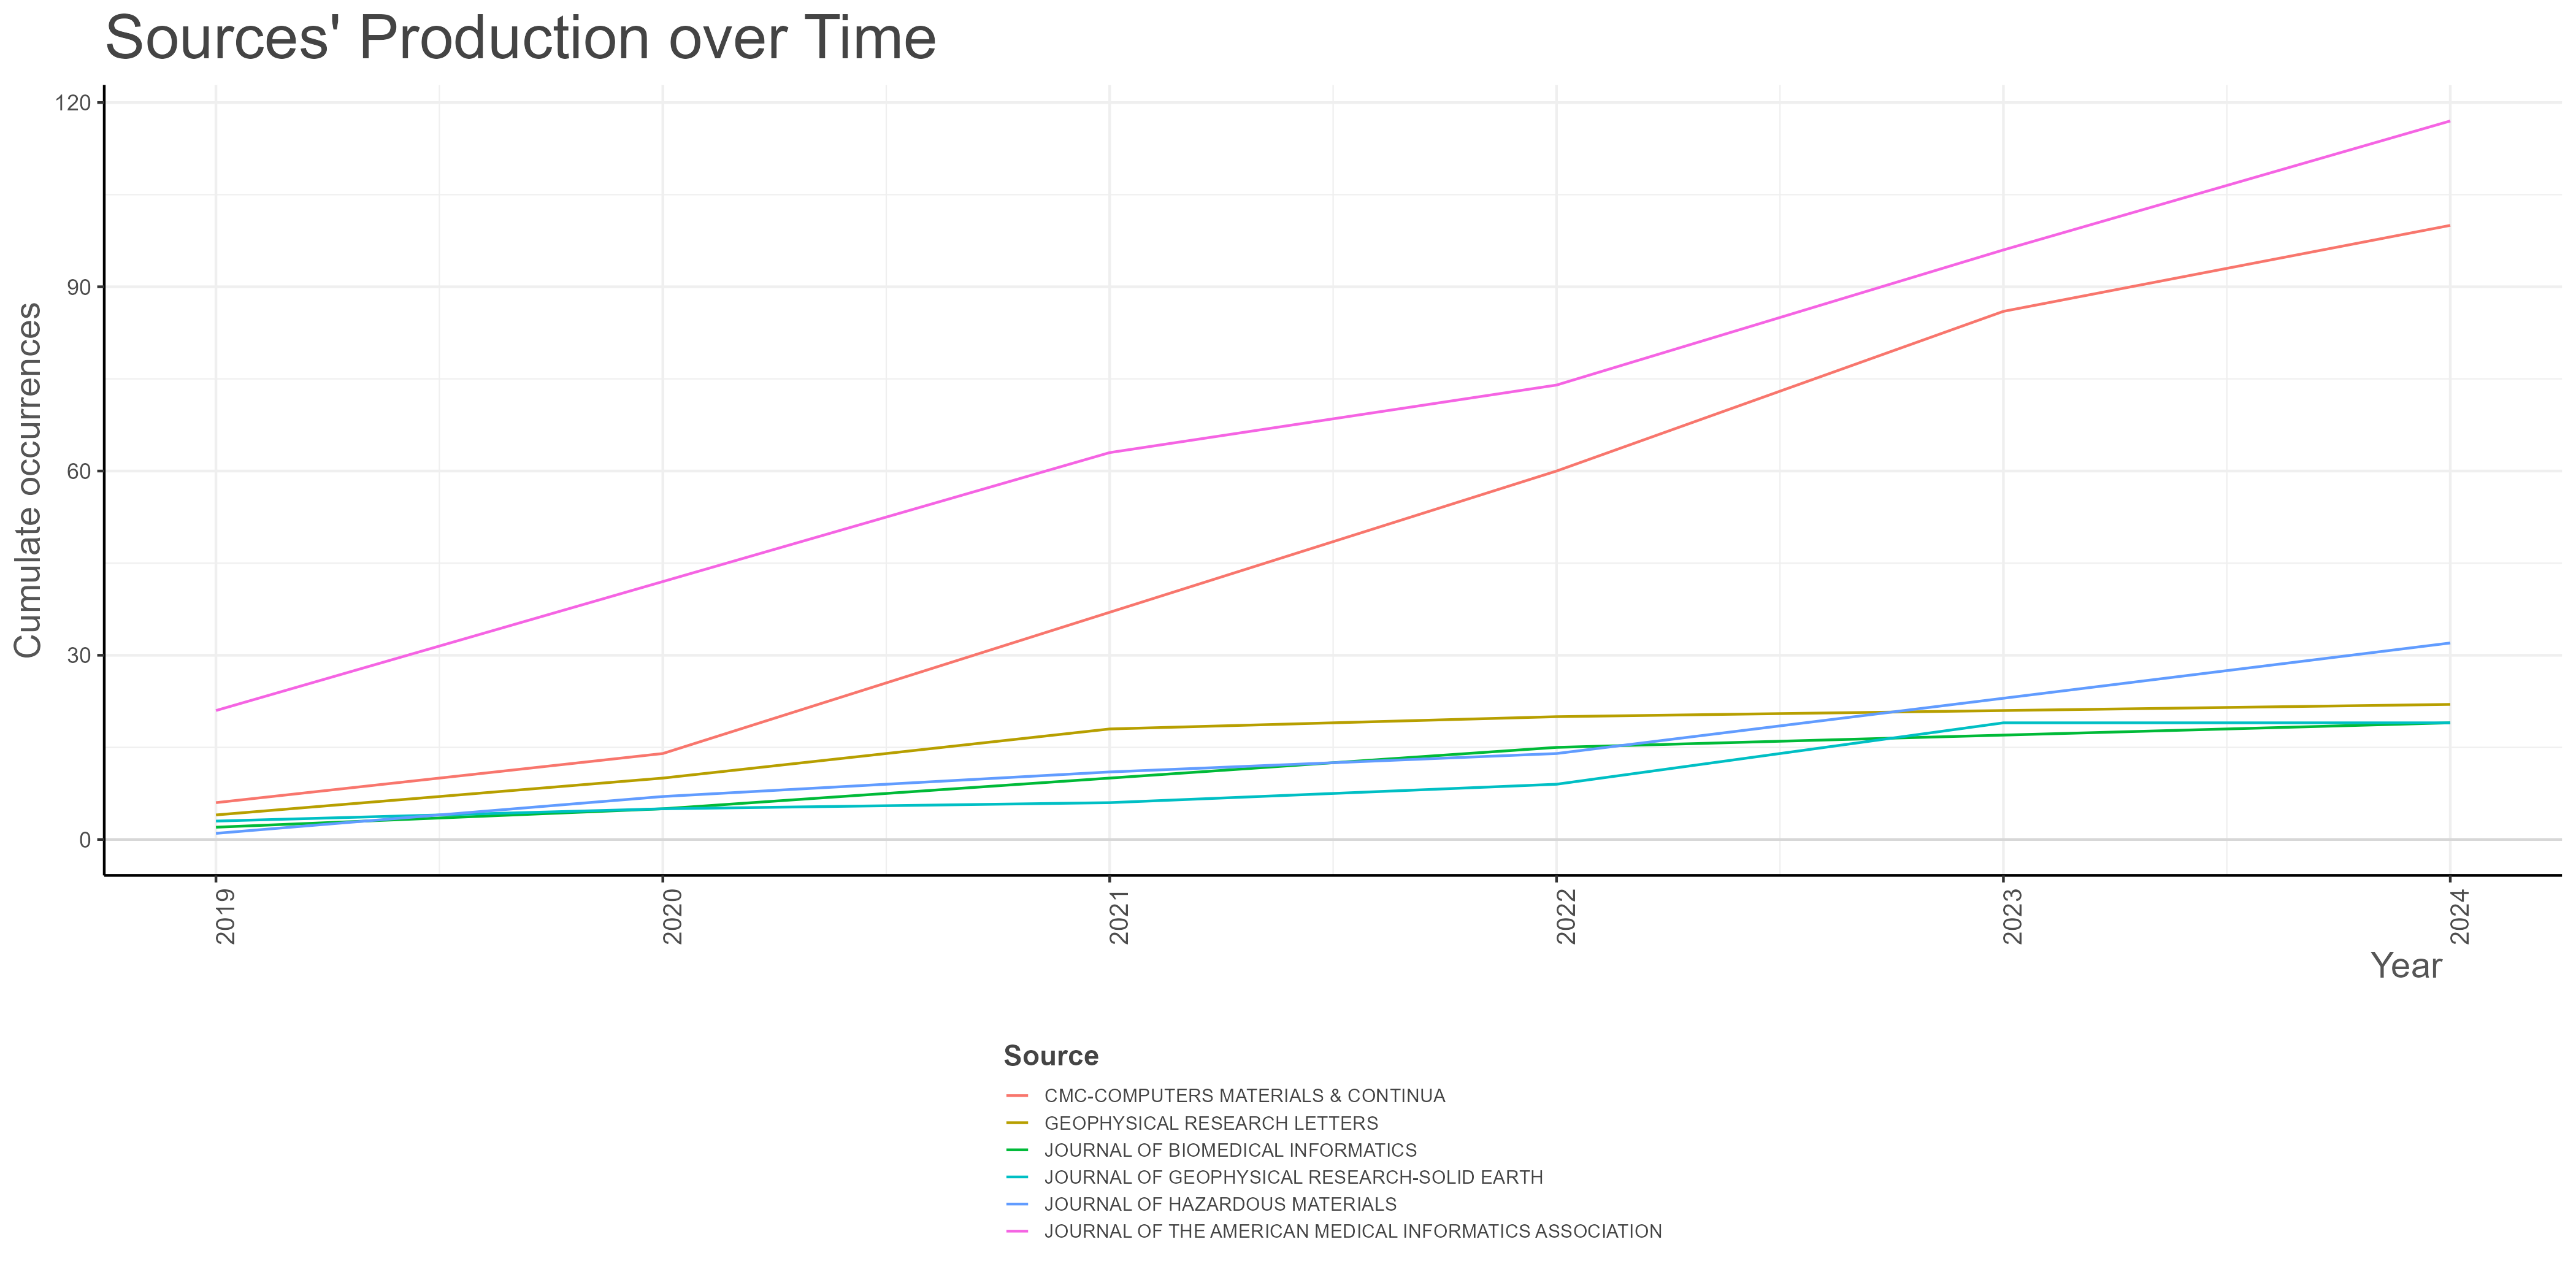 Sources' Production over Time
120
90
60
30
0
Cumulate occurrences
2019
2020
2021
2022
2023
2024
Year
Source
CMC-COMPUTERS MATERIALS & CONTINUA
GEOPHYSICAL RESEARCH LETTERS
JOURNAL OF BIOMEDICAL INFORMATICS
JOURNAL OF GEOPHYSICAL RESEARCH-SOLID EARTH
JOURNAL OF HAZARDOUS MATERIALS
JOURNAL OF THE AMERICAN MEDICAL INFORMATICS ASSOCIATION